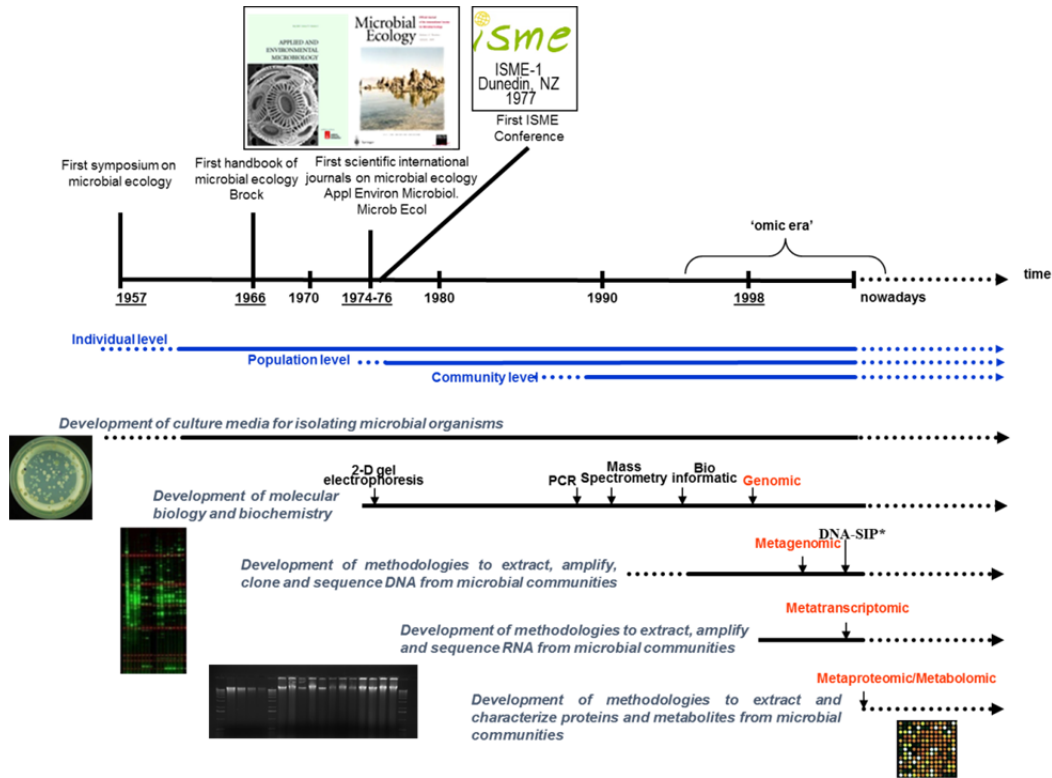 APPLIED AND
ENVIRONMENTAL
MICROBIOLOGY
Microbial
Ecology
isme
ISME-1
Dunedin, NZ
1977
First ISME
Conference
First symposium on
microbial ecology
First handbook of
microbial ecology
Brock
First scientific international
journals on microbial ecology
Appl Environ Microbiol.
Microb Ecol
'omic era'
time
1957
1966
1970
1974-76
1980
1990
1998
nowadays
Individual level
Population level
Community level
Development of culture media for isolating microbial organisms
2-D gel
electrophoresis
PCR
Mass
Spectrometry
Bio
informatic
Genomic
Development of molecular
biology and biochemistry
DNA-SIP*
Metagenomic
Development of methodologies to extract, amplify,
clone and sequence DNA from microbial communities
Metatranscriptomic
Development of methodologies to extract, amplify
and sequence RNA from microbial communities
Metaproteomic/Metabolomic
Development of methodologies to extract and
characterize proteins and metabolites from microbial
communities